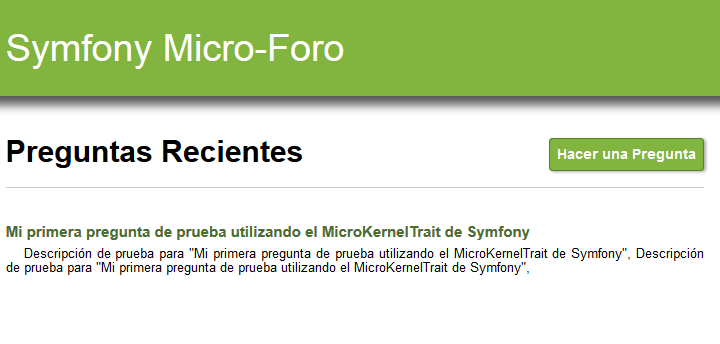 Symfony Micro-Foro
Preguntas Recientes
Hacer una Pregunta
Mi primera pregunta de prueba utilizando el MicroKernelTrait de Symfony
Descripción de prueba para "Mi primera pregunta de prueba utilizando el MicroKernelTrait de Symfony", Descripción
de prueba para "Mi primera pregunta de prueba utilizando el MicroKernelTrait de Symfony",